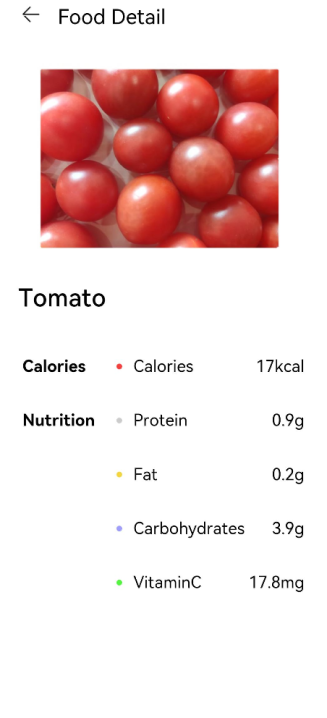 Food Detail
Tomato
Calories Calories 17kcal
Nutrition Protein 0.9g
Fat 0.2g
Carbohydrates 3.9g
VitaminC 17.8mg